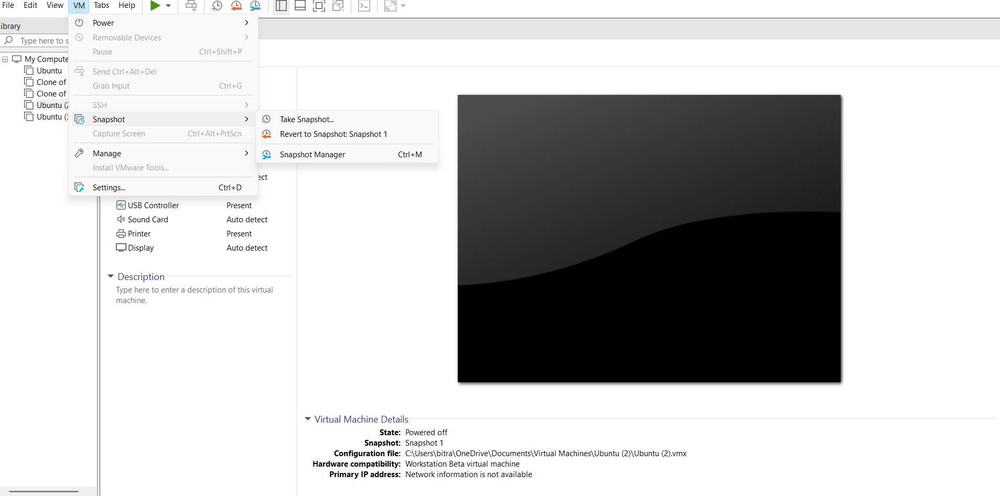 File Edit View VM Tabs Help
ibrary
Type here to s
My Compute
Ubuntu
Clone of
Clone of
Ubuntu (2
Ubuntu (3
Power
Removable Devices
Pause Ctrl+Shift+P
Send Ctrl+Alt+Del
Grab Input Ctrl+G
SSH
Snapshot
Capture Screen Ctrl+Alt+PrtScn
Manage
Install VMware Tools...
Settings... Ctrl+D
Take Snapshot...
Revert to Snapshot: Snapshot 1
Snapshot Manager Ctrl+M
ect
USB Controller Present
Sound Card Auto detect
Printer Present
Display Auto detect
Description
Type here to enter a description of this virtual
machine.
Virtual Machine Details
State: Powered off
Snapshot: Snapshot 1
Configuration file: C:\Users\bitra\OneDrive\Documents\Virtual Machines\Ubuntu (2)\Ubuntu (2).vmx
Hardware compatibility: Workstation Beta virtual machine
Primary IP address: Network information is not available